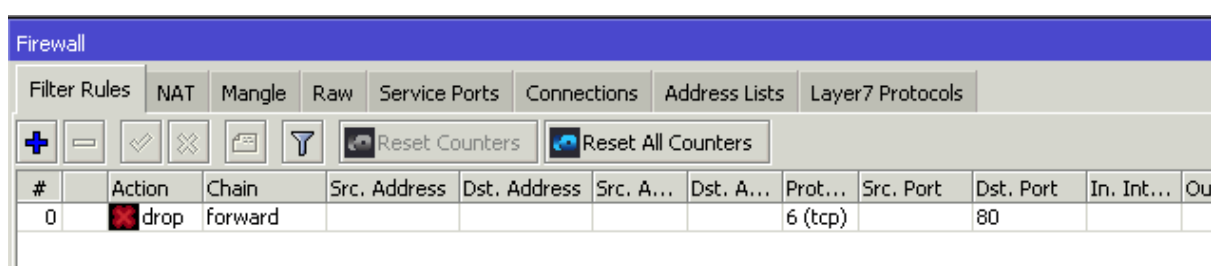 Firewall
Filter Rules NAT Mangle Raw Service Ports Connections Address Lists Layer7 Protocols
Reset Counters Reset All Counters
# Action Chain Src. Address Dst. Address Src. A... Dst. A... Prot... Src. Port Dst. Port In. Int... Ou
0 drop forward 6 (tcp) 80